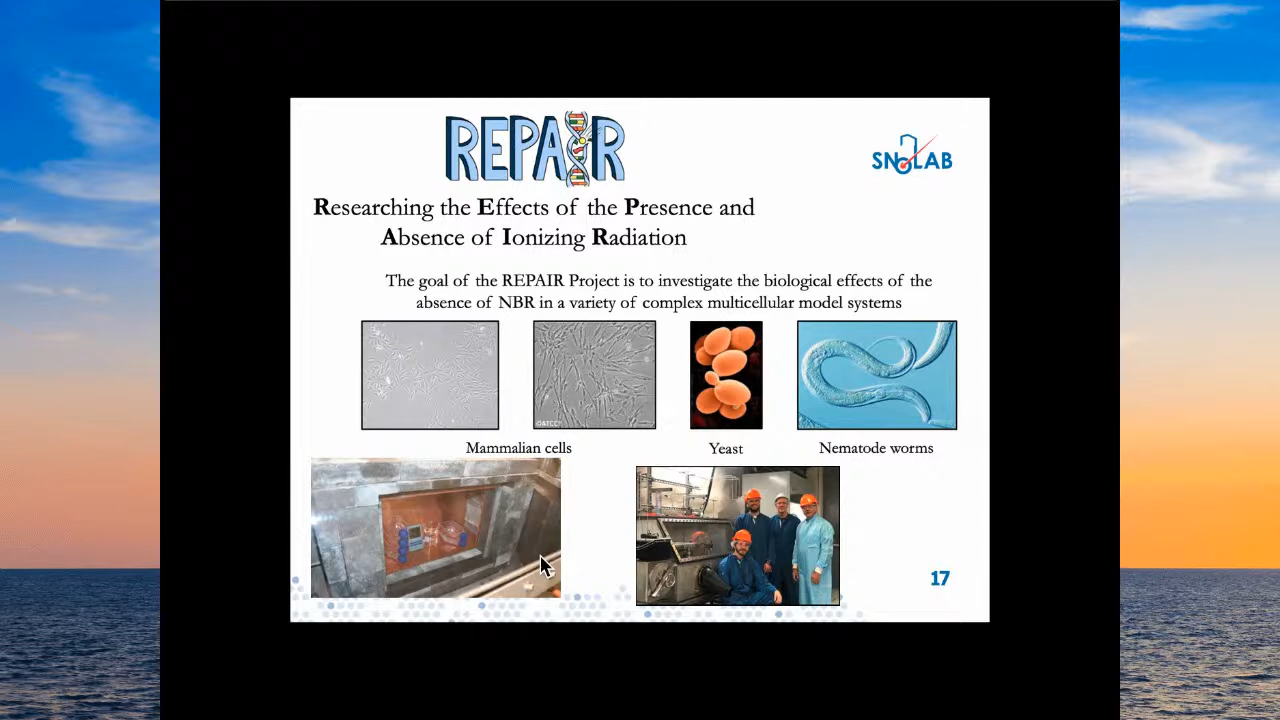 REPAIR
SNOLAB
Researching the Effects of the Presence and
Absence of Ionizing Radiation
The goal of the REPAIR Project is to investigate the biological effects of the
absence of NBR in a variety of complex multicellular model systems
©ATCC®
Mammalian cells
Yeast
Nematode worms
17